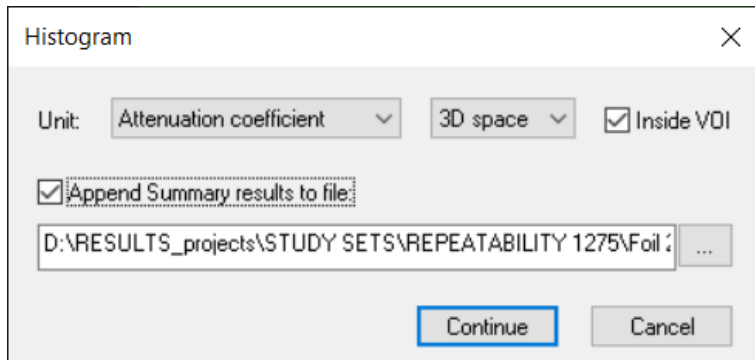 Histogram
Unit: Attenuation coefficient 3D space Inside VOI
Append Summary results to file:
D:\RESULTS_projects\STUDY SETS\REPEATABILITY 1275\Foil ...
Continue Cancel